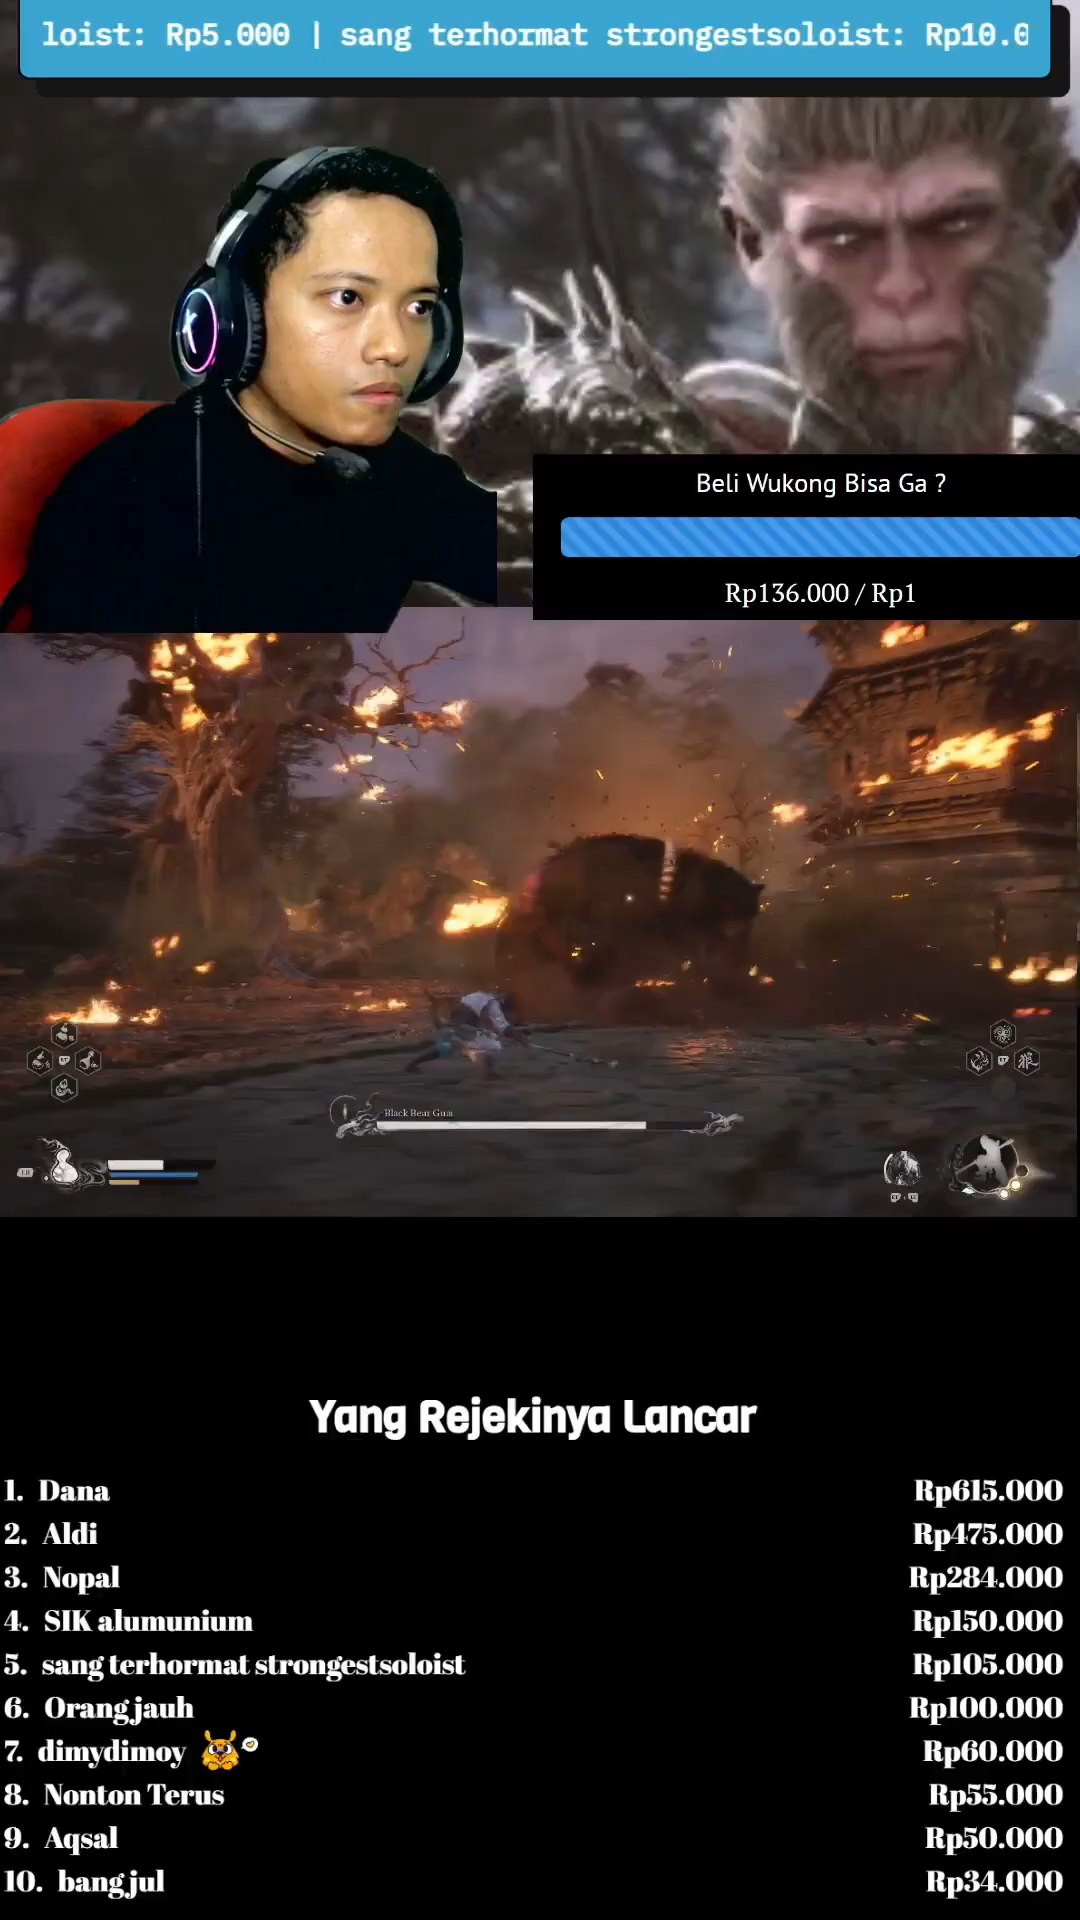 loist: Rp5.000 | sang terhormat strongestsoloist: Rp10.0
Beli Wukong Bisa Ga ?
Rp136.000 / Rp1
Black Bear Guai
狼
Yang Rejekinya Lancar
1. Dana Rp615.000
2. Aldi Rp475.000
3. Nopal Rp284.000
4. SIK alumunium Rp150.000
5. sang terhormat strongestsoloist Rp105.000
6. Orang jauh Rp100.000
7. dimydimoy Rp60.000
8. Nonton Terus Rp55.000
9. Aqsal Rp50.000
10. bang jul Rp34.000